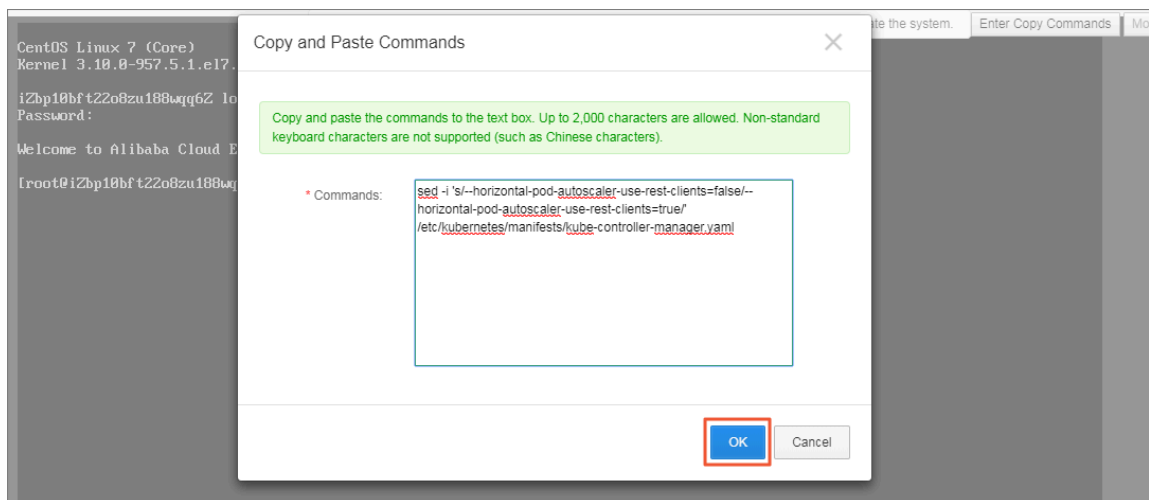 te the system. Enter Copy Commands Mo
CentOS Linux 7 (Core)
Kernel 3.10.0-957.5.1.el7.
iZbp10bft22o8zu188wqq6Z lo
Password:
Welcome to Alibaba Cloud E
[root@iZbp10bft22o8zu188wq
Copy and Paste Commands
Copy and paste the commands to the text box. Up to 2,000 characters are allowed. Non-standard
keyboard characters are not supported (such as Chinese characters).
* Commands:
sed -i 's/--horizontal-pod-autoscaler-use-rest-clients=false/--
horizontal-pod-autoscaler-use-rest-clients=true/'
/etc/kubernetes/manifests/kube-controller-manager.yaml
OK Cancel